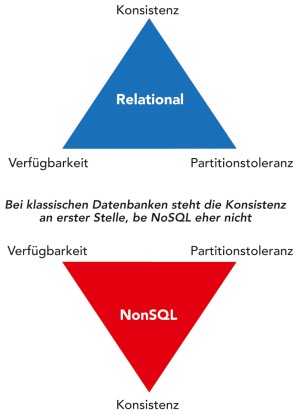 Konsistenz
Relational
Verfügbarkeit Partitionstoleranz
Bei klassischen Datenbanken steht die Konsistenz
an erster Stelle, be NoSQL eher nicht
Verfügbarkeit Partitionstoleranz
NonSQL
Konsistenz